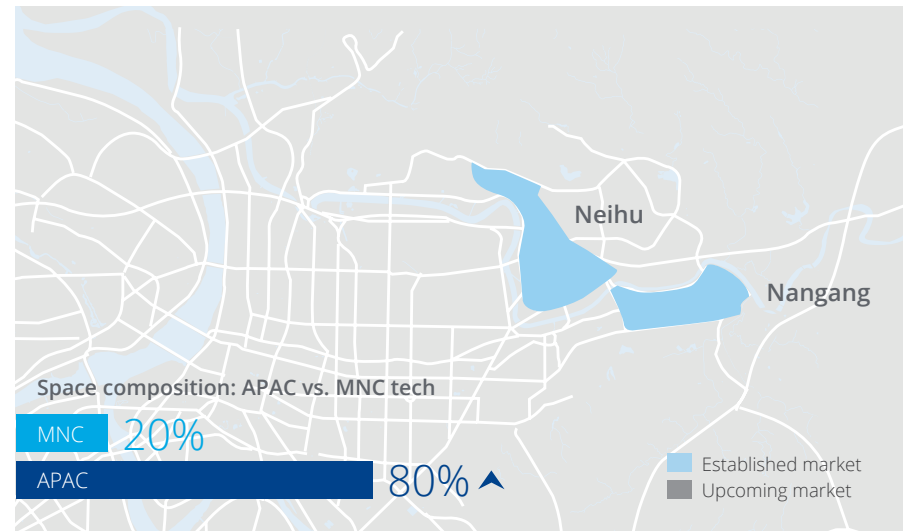 Neihu
Nangang
Space composition: APAC vs. MNC tech
MNC 20%
APAC 80%
Established market
Upcoming market